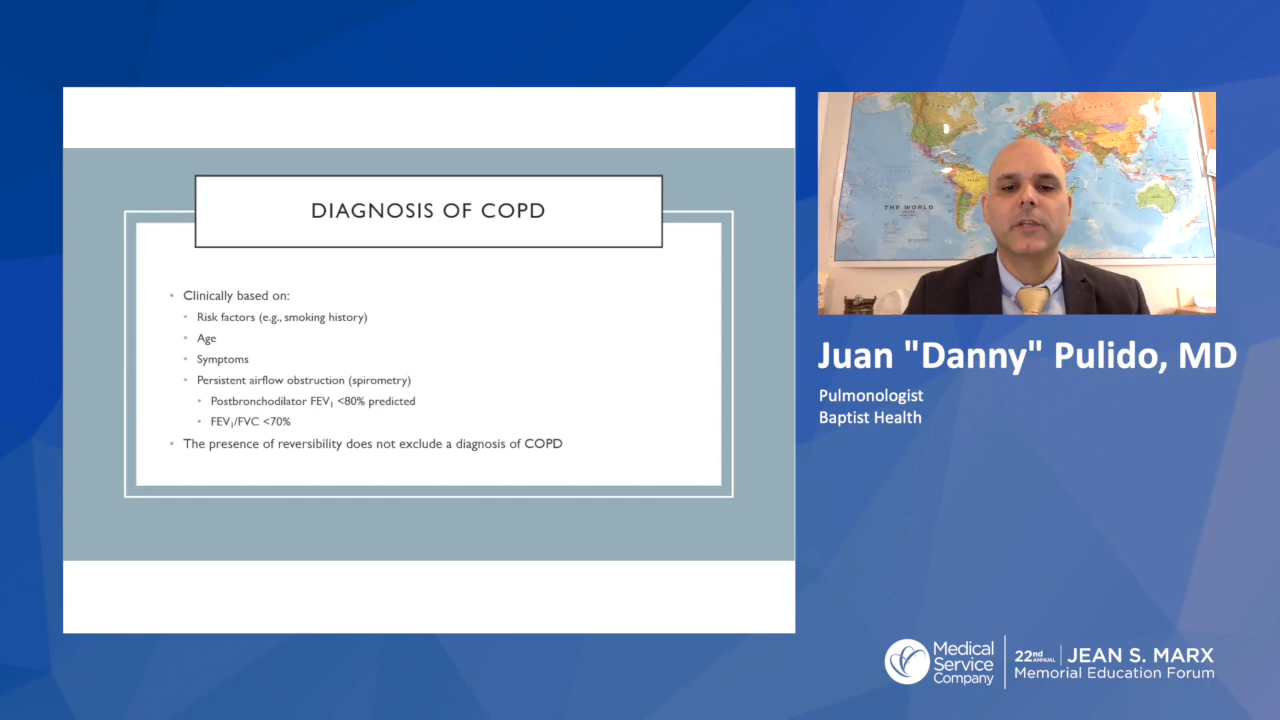 DIAGNOSIS OF COPD
• Clinically based on:
• Risk factors (e.g., smoking history)
• Age
• Symptoms
• Persistent airflow obstruction (spirometry)
• Postbronchodilator FEV₁ <80% predicted
• FEV₁/FVC <70%
• The presence of reversibility does not exclude a diagnosis of COPD
THE WORLD
Juan "Danny" Pulido, MD
Pulmonologist
Baptist Health
Medical
Service
Company
22nd ANNUAL
JEAN S. MARX
Memorial Education Forum